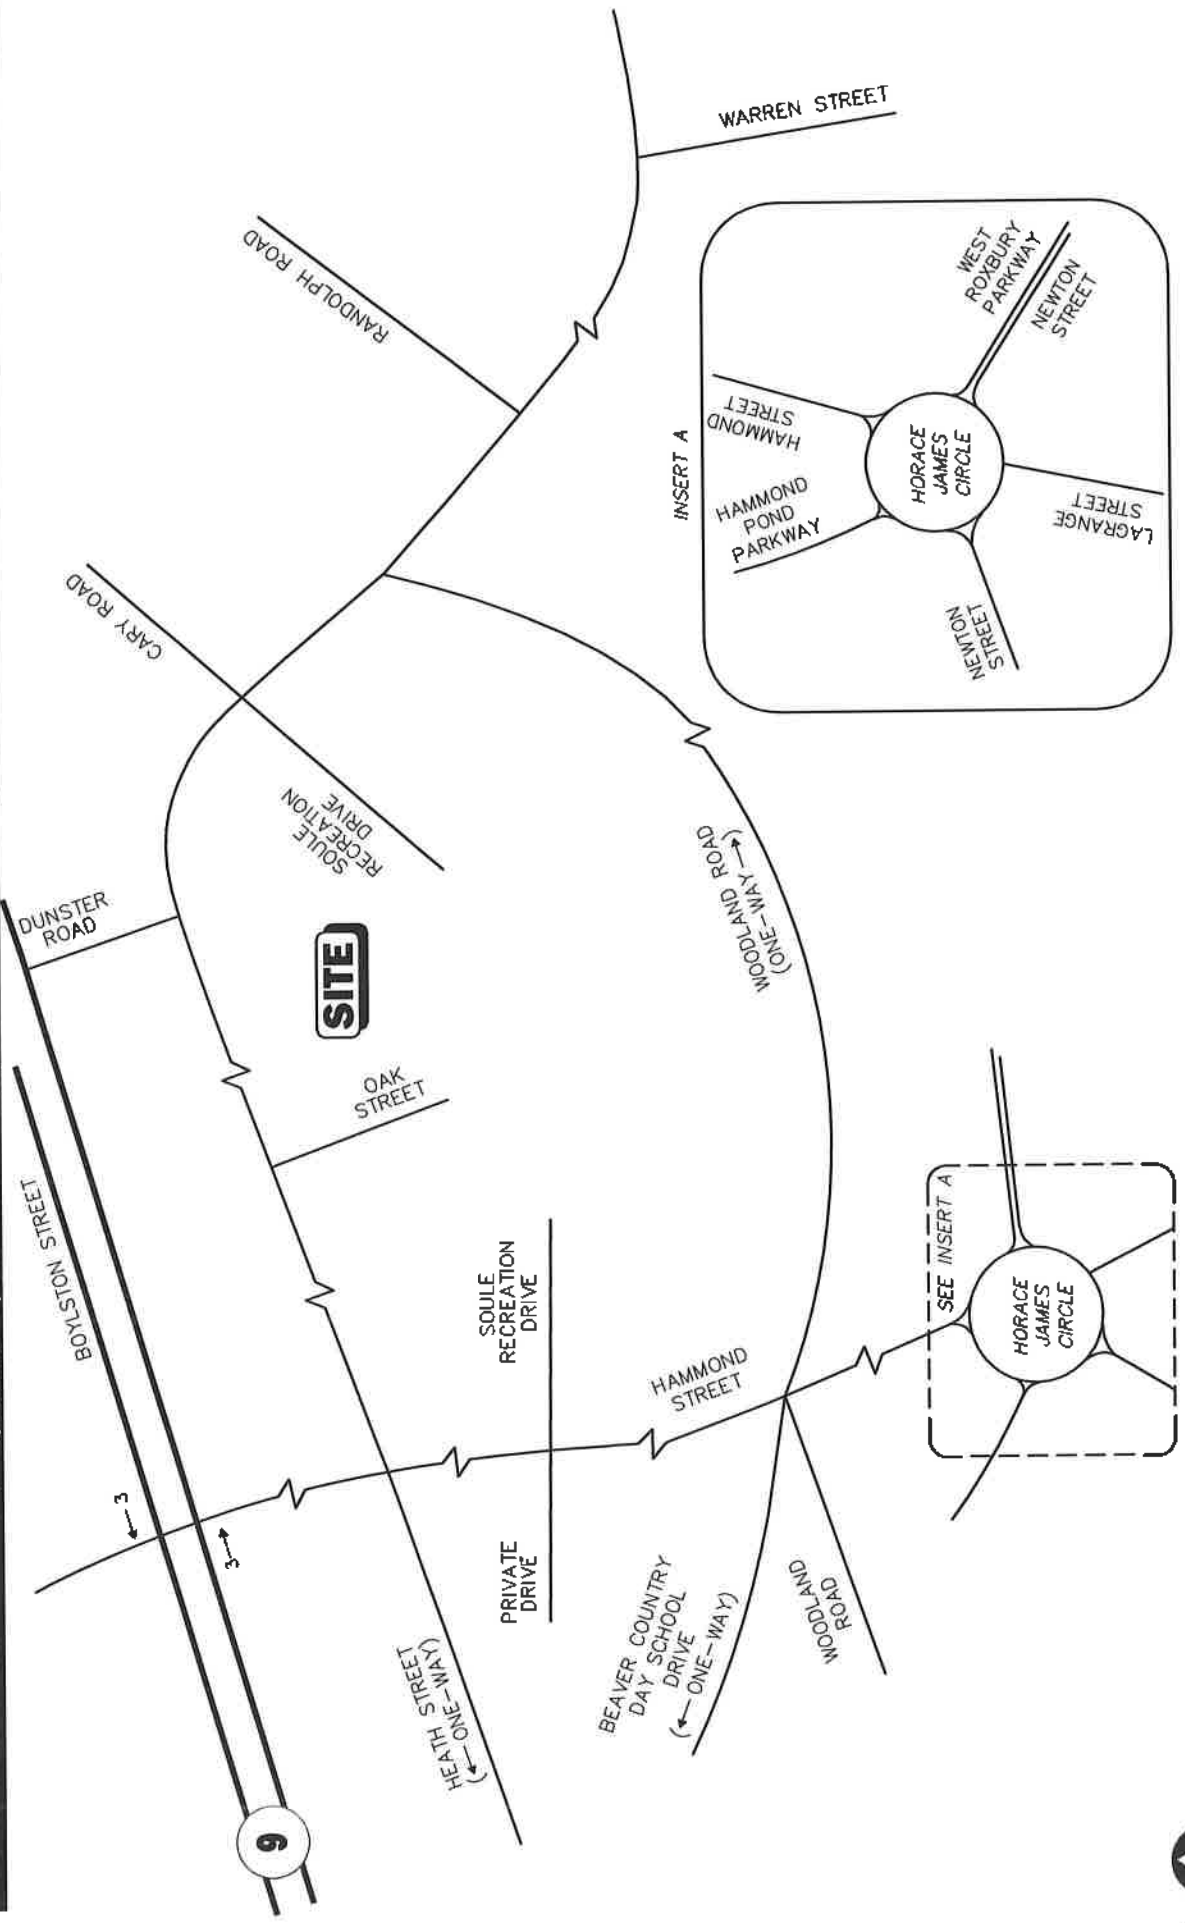 WARREN STREET
RANDOLPH ROAD
CARY ROAD
SOULE
RECREATION
DRIVE
DUNSTER
ROAD
SITE
OAK
STREET
BOYLSTON STREET
3
3
9
HEATH STREET
(← ONE-WAY)
SOULE
RECREATION
DRIVE
PRIVATE
DRIVE
HAMMOND
STREET
WOODLAND ROAD
(ONE-WAY →)
BEAVER COUNTRY
DAY SCHOOL
DRIVE
(← ONE-WAY)
WOODLAND
ROAD
SEE INSERT A
HORACE
JAMES
CIRCLE
INSERT A
HAMMOND
STREET
WEST
ROXBURY
PARKWAY
NEWTON
STREET
HAMMOND
POND
PARKWAY
HORACE
JAMES
CIRCLE
LAGRANGE
STREET
NEWTON
STREET